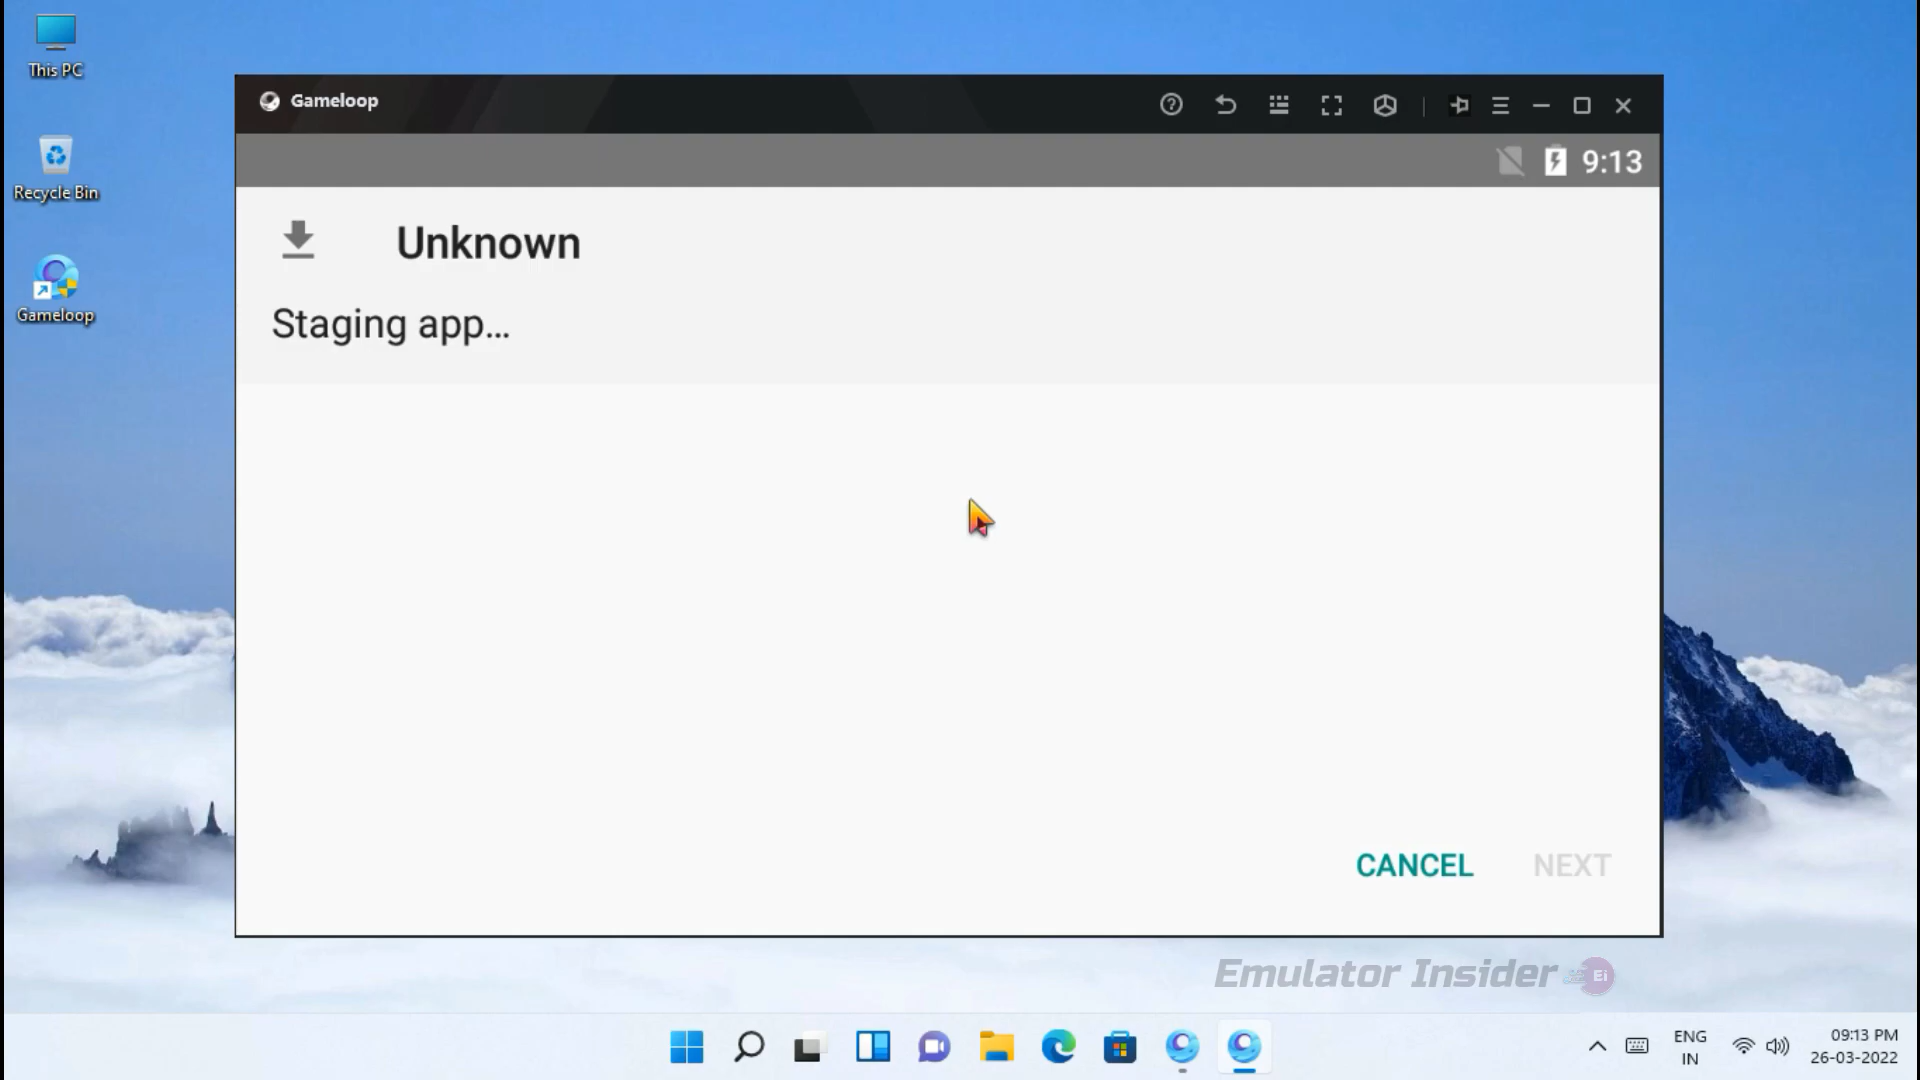 This PC
Recycle Bin
Gameloop
Gameloop
9:13
Unknown
Staging app...
CANCEL
NEXT
Emulator Insider
Ei
ENG
IN
09:13 PM
26-03-2022